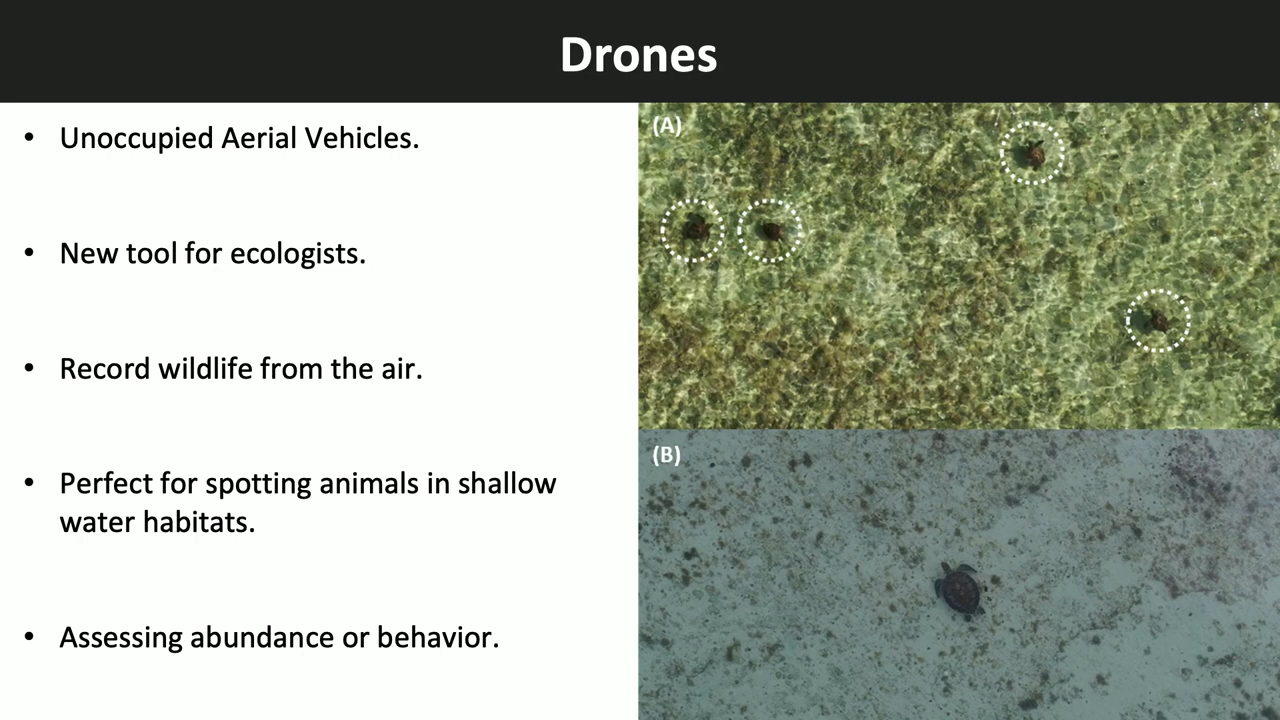 Drones
• Unoccupied Aerial Vehicles.
• New tool for ecologists.
• Record wildlife from the air.
• Perfect for spotting animals in shallow
water habitats.
• Assessing abundance or behavior.
(A)
(B)